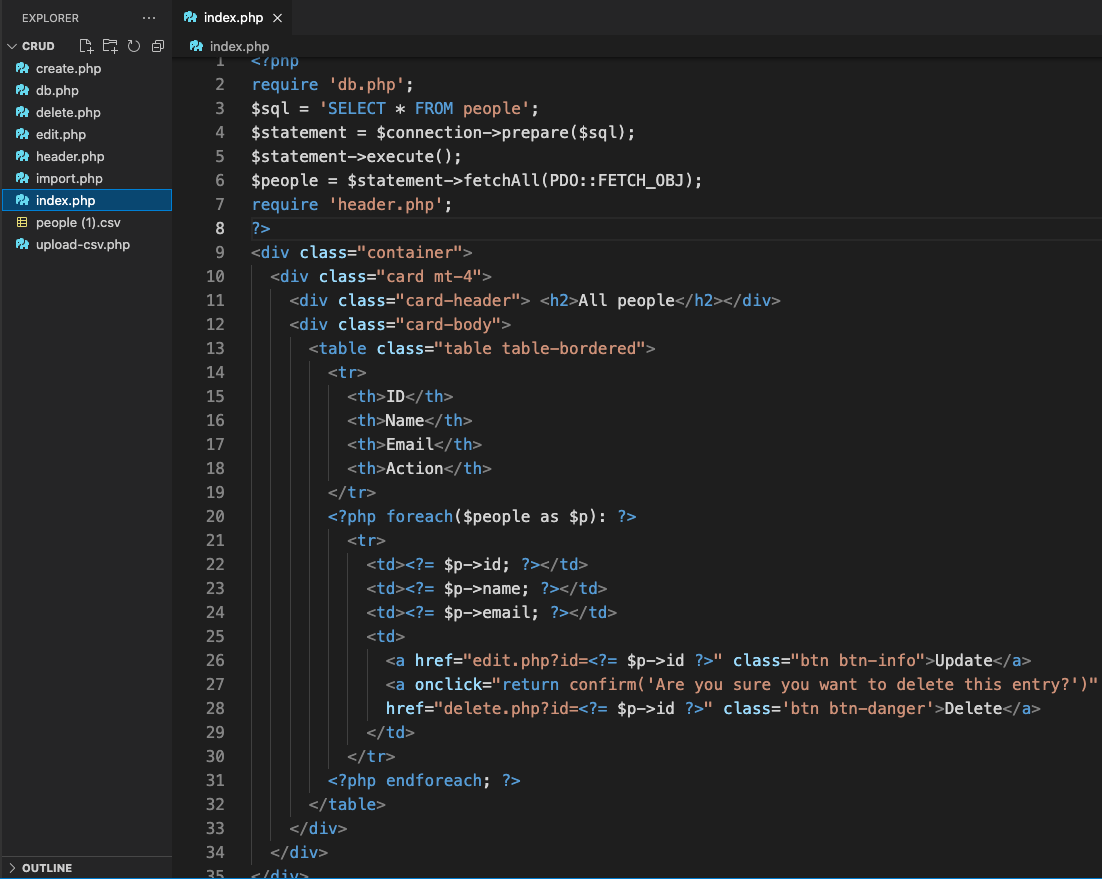 EXPLORER ···
CRUD
create.php
db.php
delete.php
edit.php
header.php
import.php
index.php
people (1).csv
upload-csv.php
OUTLINE
index.php
index.php
1 <?php
2 require 'db.php';
3 $sql = 'SELECT * FROM people';
4 $statement = $connection->prepare($sql);
5 $statement->execute();
6 $people = $statement->fetchAll(PDO::FETCH_OBJ);
7 require 'header.php';
8 ?>
9 <div class="container">
10 <div class="card mt-4">
11 <div class="card-header"> <h2>All people</h2></div>
12 <div class="card-body">
13 <table class="table table-bordered">
14 <tr>
15 <th>ID</th>
16 <th>Name</th>
17 <th>Email</th>
18 <th>Action</th>
19 </tr>
20 <?php foreach($people as $p): ?>
21 <tr>
22 <td><?= $p->id; ?></td>
23 <td><?= $p->name; ?></td>
24 <td><?= $p->email; ?></td>
25 <td>
26 <a href="edit.php?id=<?= $p->id ?>" class="btn btn-info">Update</a>
27 <a onclick="return confirm('Are you sure you want to delete this entry?')"
28 href="delete.php?id=<?= $p->id ?>" class='btn btn-danger'>Delete</a>
29 </td>
30 </tr>
31 <?php endforeach; ?>
32 </table>
33 </div>
34 </div>
35 </div>